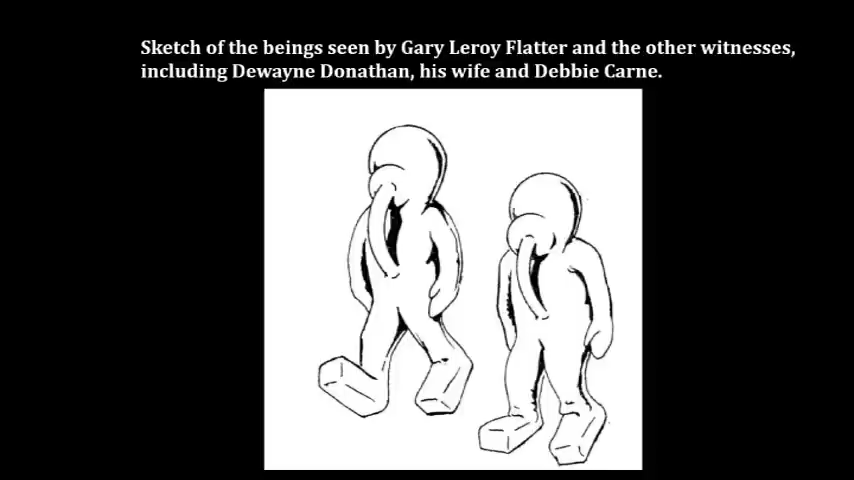 Sketch of the beings seen by Gary Leroy Flatter and the other witnesses,
including Dewayne Donathan, his wife and Debbie Carne.